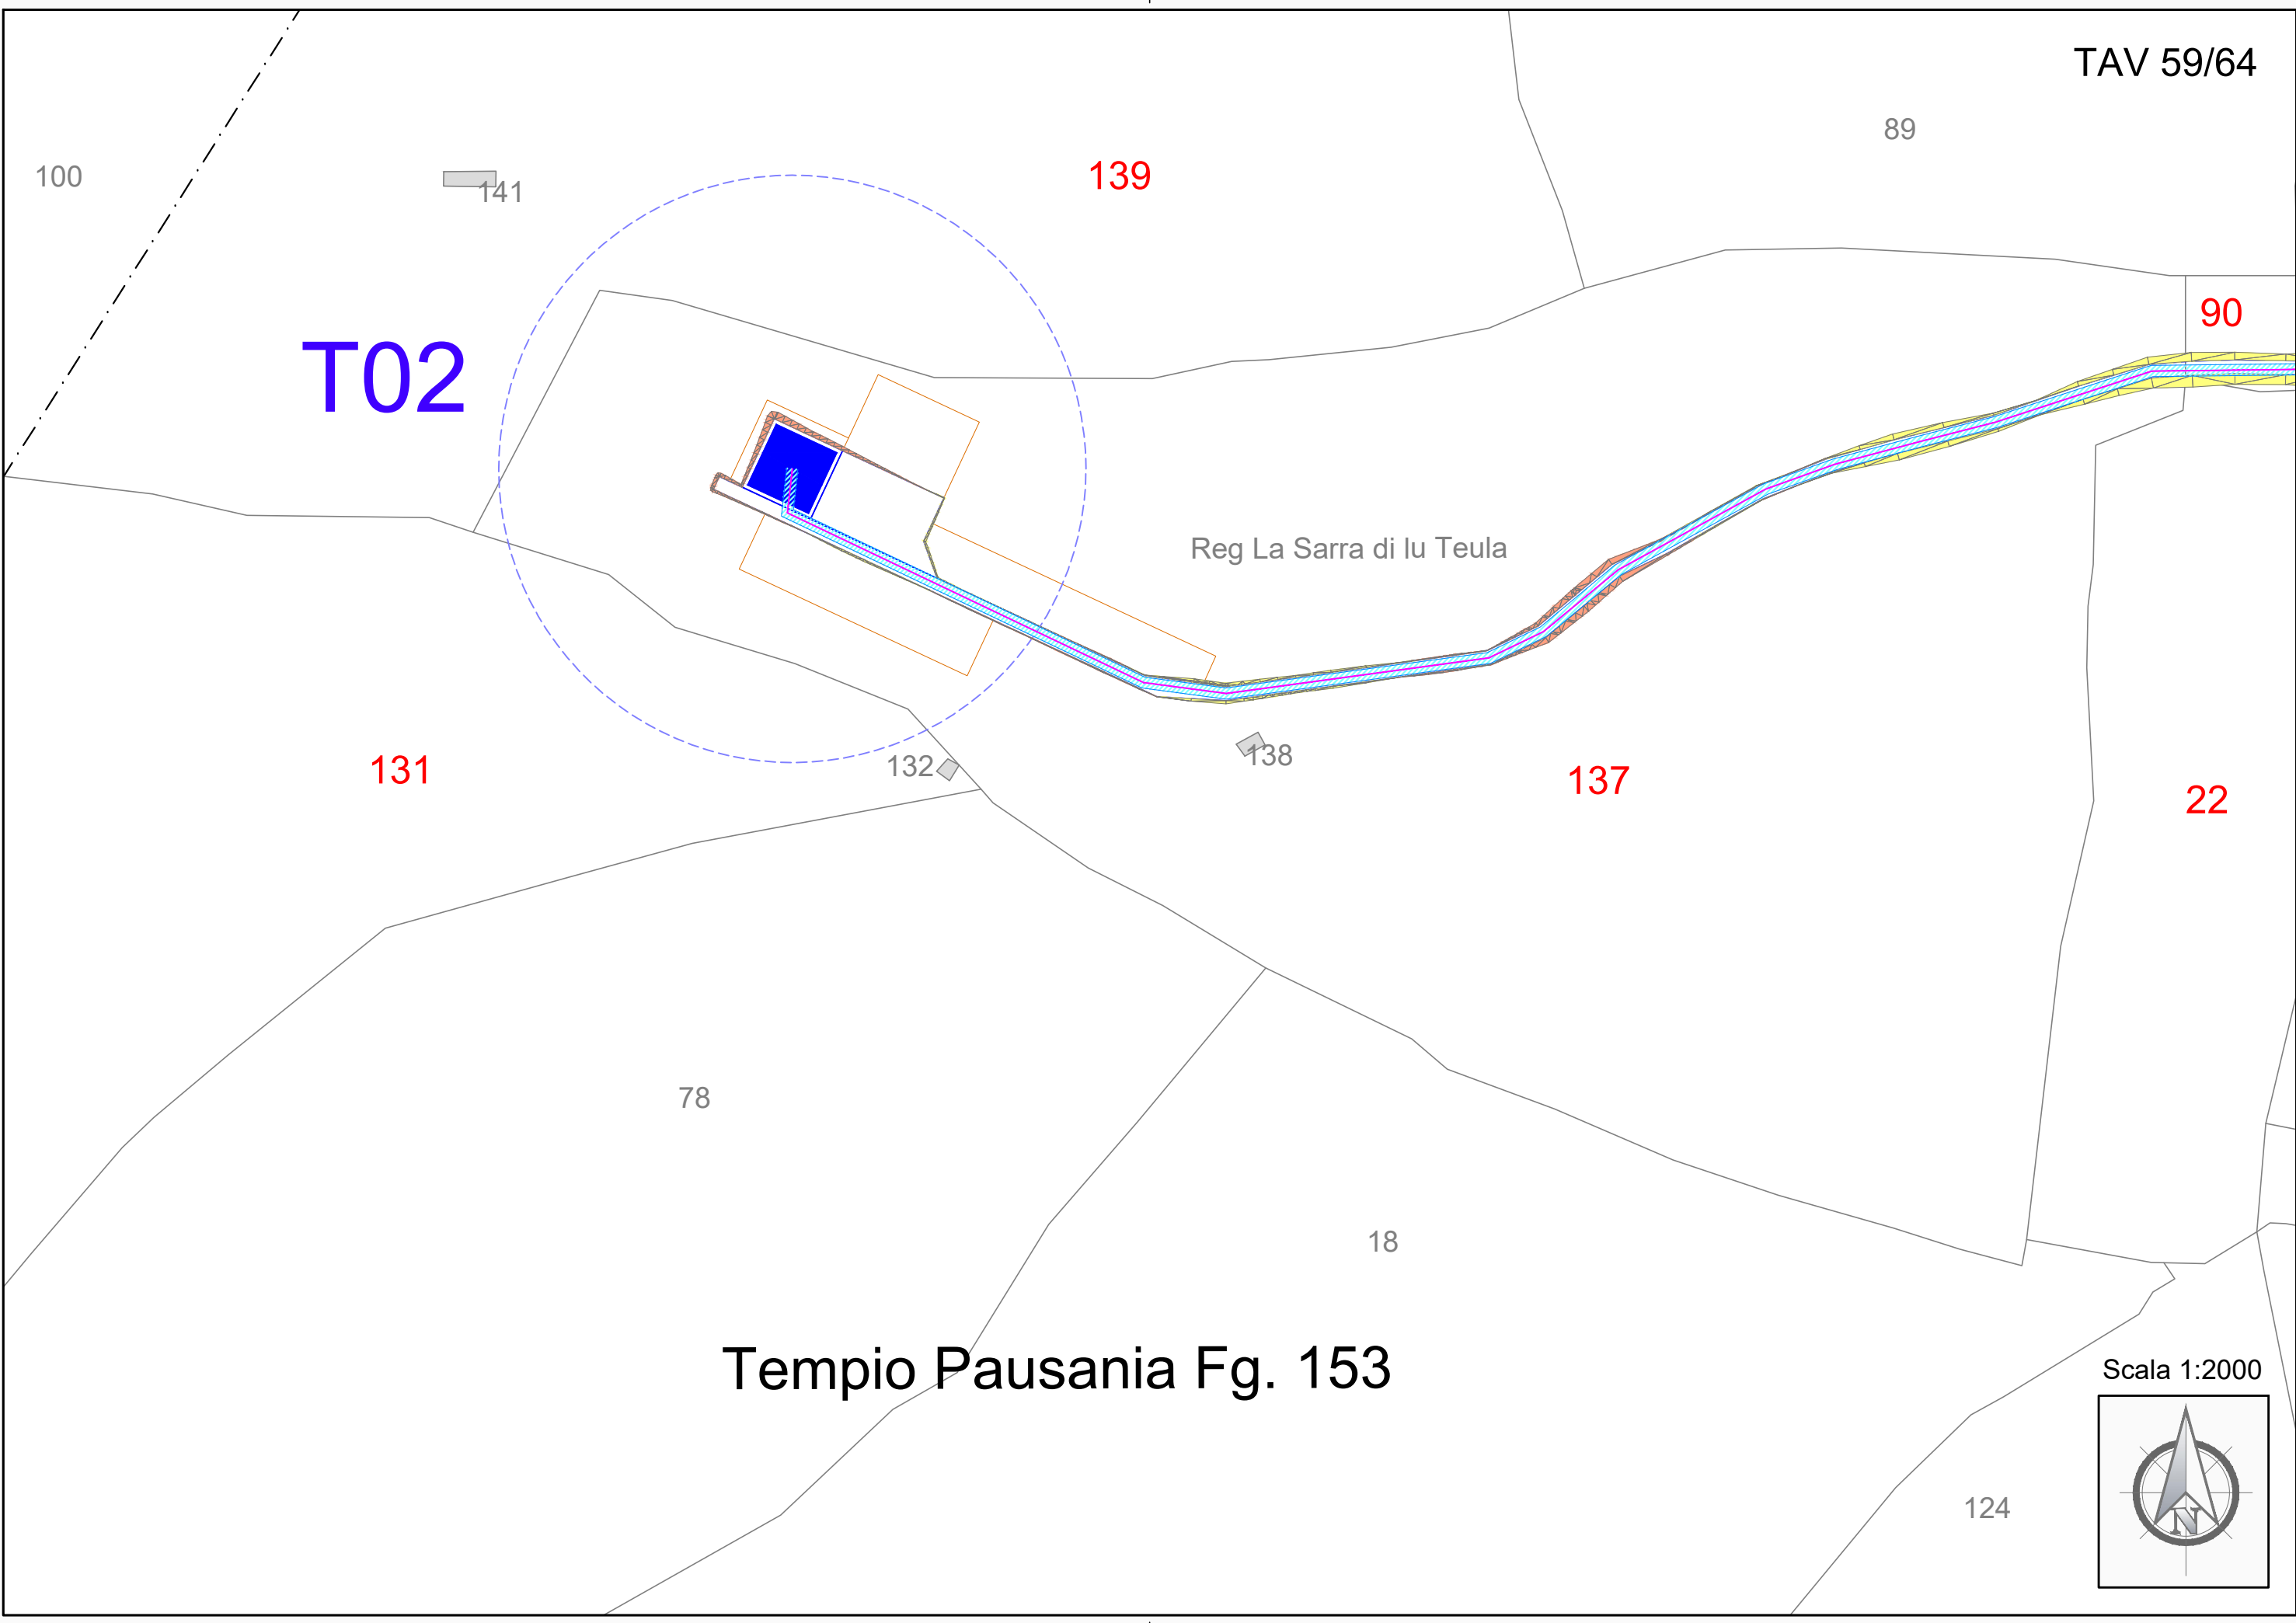 TAV 59/64
89
100
141
139
90
T02
Reg La Sarra di lu Teula
131
132
138
137
22
78
18
Tempio Pausania Fg. 153
Scala 1:2000
124
N